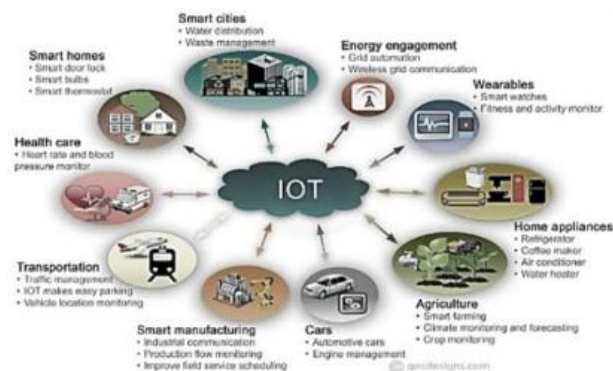 Smart cities
• Water distribution
• Waste management
Energy engagement
• Grid automation
• Wireless grid communication
Smart homes
• Smart door lock
• Smart bulbs
• Smart thermostat
Wearables
• Smart watches
• Fitness and activity monitor
Health care
• Heart rate and blood
pressure monitor
IOT
Home appliances
• Refrigerator
• Coffee maker
• Air conditioner
• Water heater
Transportation
• Traffic management
• IOT makes easy parking
• Vehicle location monitoring
Agriculture
• Smart farming
• Climate monitoring and forecasting
• Crop monitoring
Smart manufacturing
• Industrial communication
• Production flow monitoring
• Improve field service scheduling
Cars
• Automotive cars
• Engine management